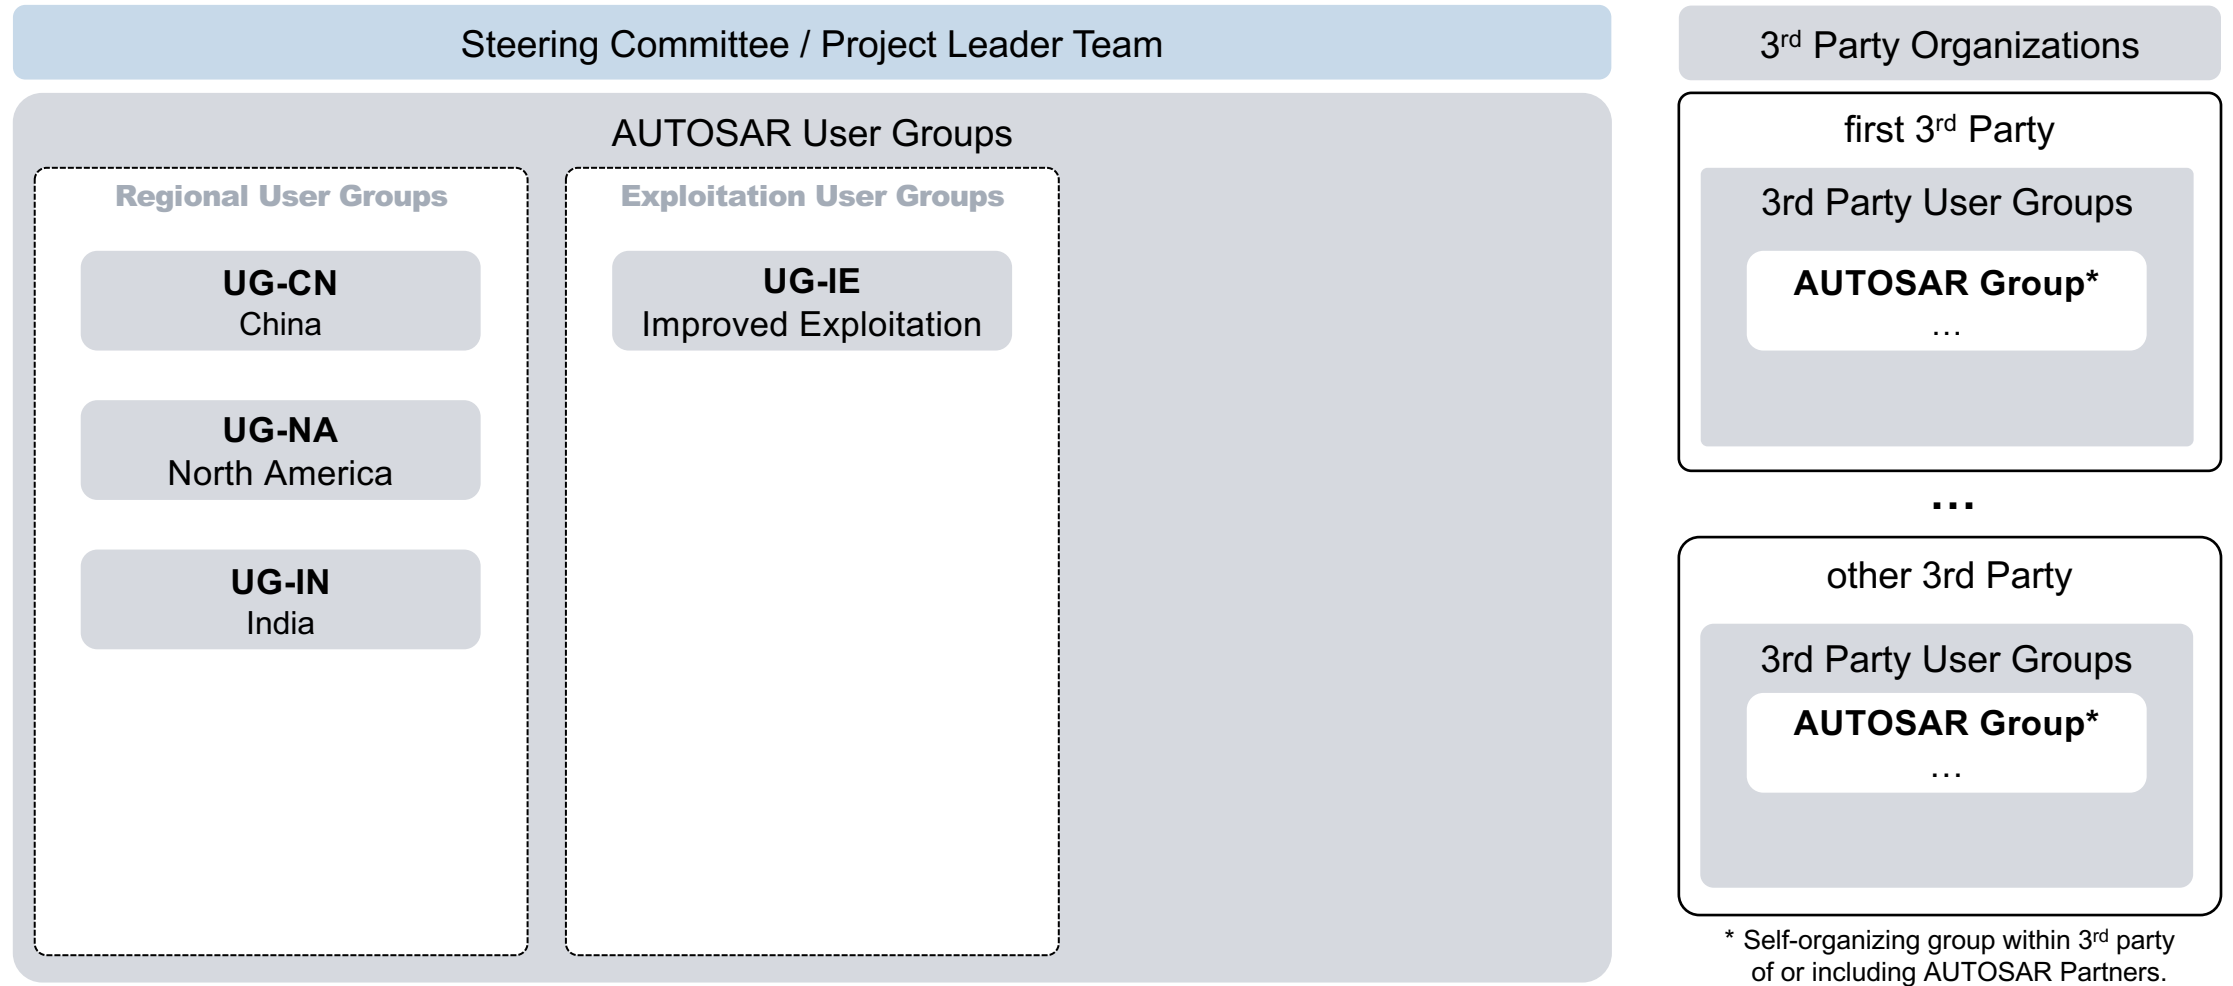 Steering Committee / Project Leader Team
AUTOSAR User Groups
Regional User Groups
UG-CN
China
UG-NA
North America
UG-IN
India
Exploitation User Groups
UG-IE
Improved Exploitation
3rd Party Organizations
first 3rd Party
3rd Party User Groups
AUTOSAR Group*
…
...
other 3rd Party
3rd Party User Groups
AUTOSAR Group*
…
* Self-organizing group within 3rd party
of or including AUTOSAR Partners.